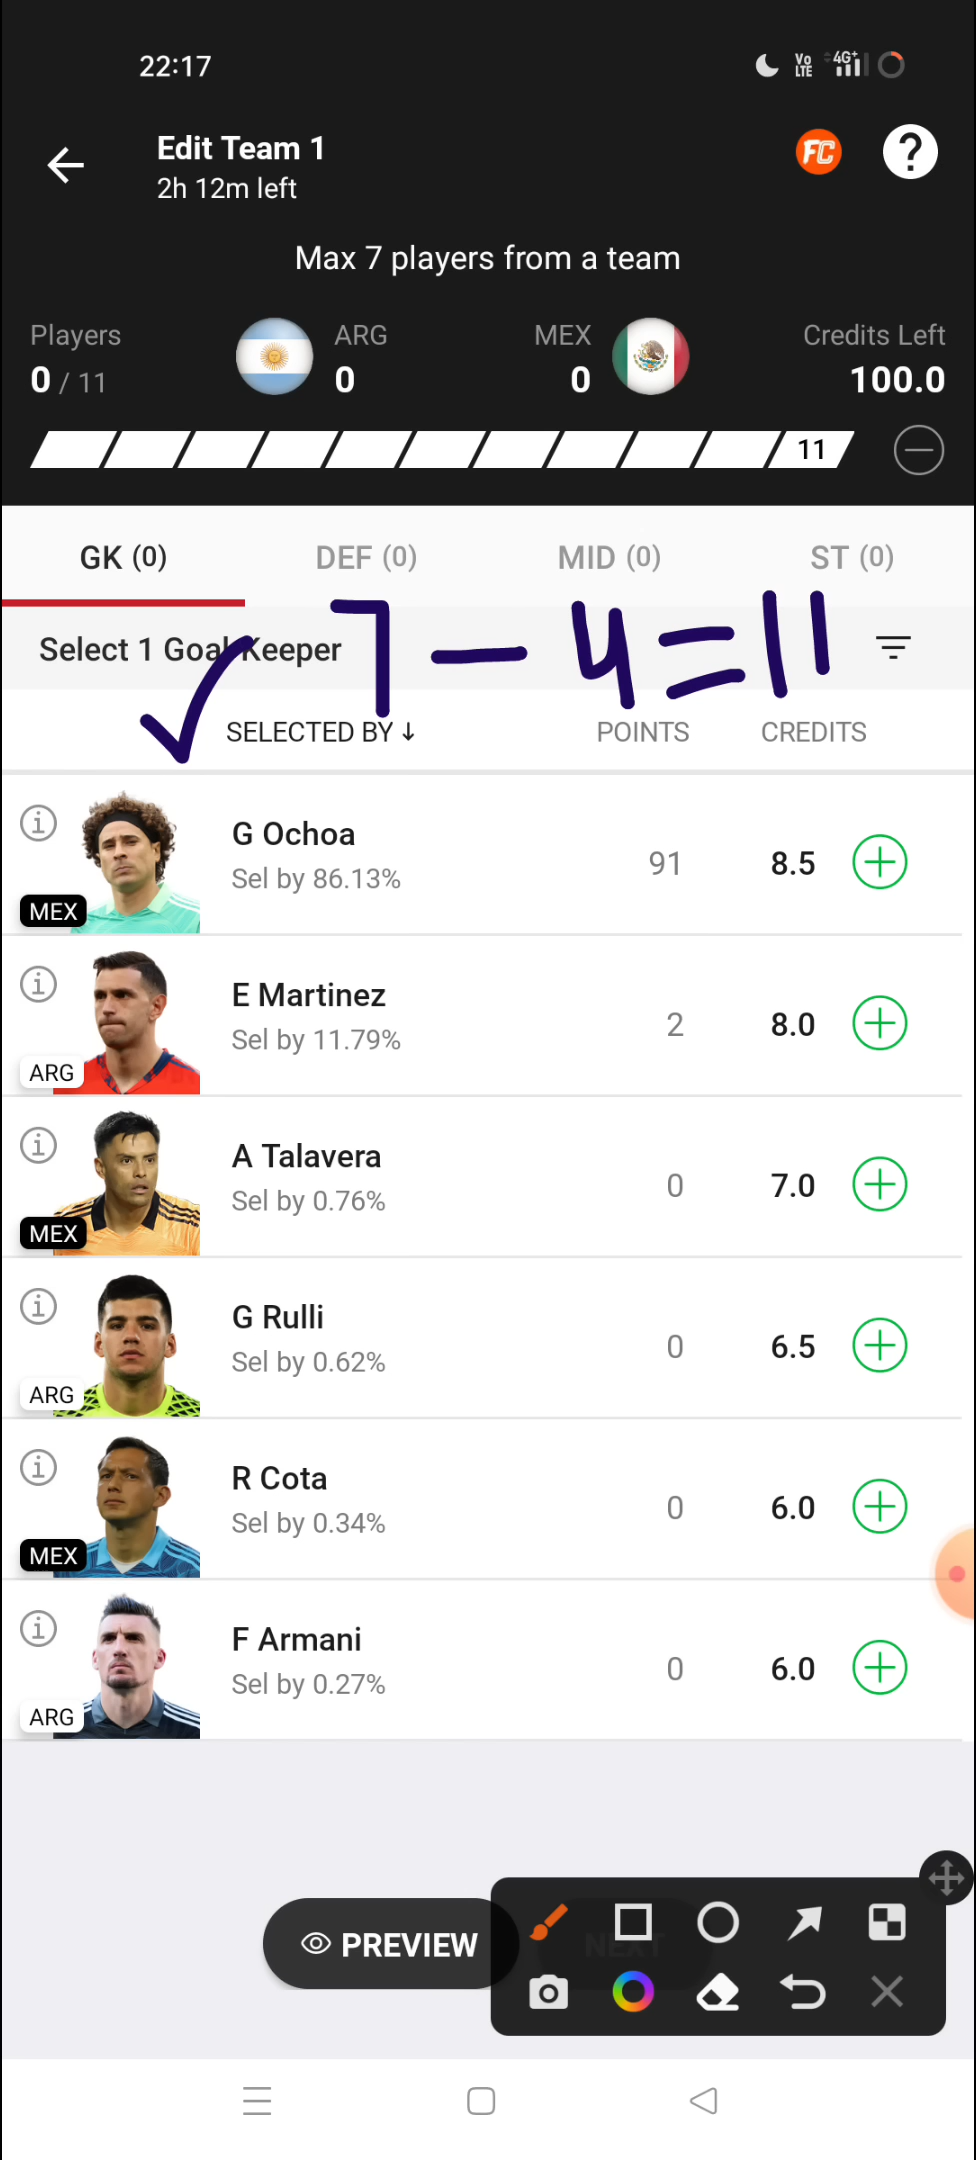 22:17
Vo LTE 4G+
Edit Team 1
2h 12m left
FC
?
Max 7 players from a team
Players ARG MEX Credits Left
0 / 11 0 0 100.0
11
GK (0) DEF (0) MID (0) ST (0)
7 - 4 = 11
Select 1 Goal Keeper
SELECTED BY ↓ POINTS CREDITS
G Ochoa
Sel by 86.13%
91 8.5
MEX
E Martinez
Sel by 11.79%
2 8.0
ARG
A Talavera
Sel by 0.76%
0 7.0
MEX
G Rulli
Sel by 0.62%
0 6.5
ARG
R Cota
Sel by 0.34%
0 6.0
MEX
F Armani
Sel by 0.27%
0 6.0
ARG
PREVIEW NEXT